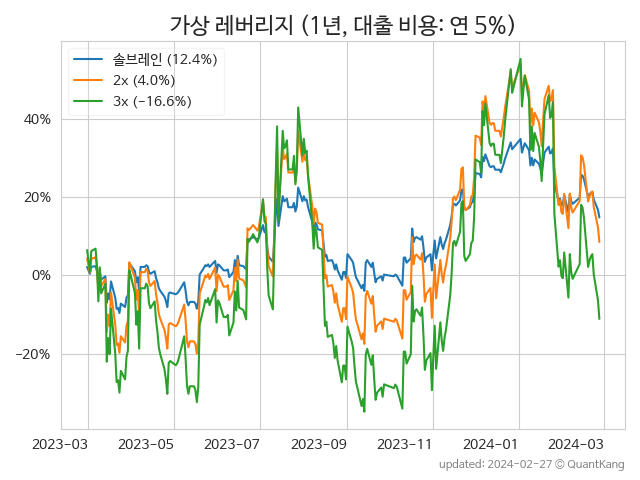 가상 레버리지 (1년, 대출 비용: 연 5%)
솔브레인 (12.4%)
2x (4.0%)
3x (−16.6%)
40%
20%
0%
−20%
2023−03 2023−05 2023−07 2023−09 2023−11 2024−01 2024−03
updated: 2024−02−27 ⓒ QuantKang